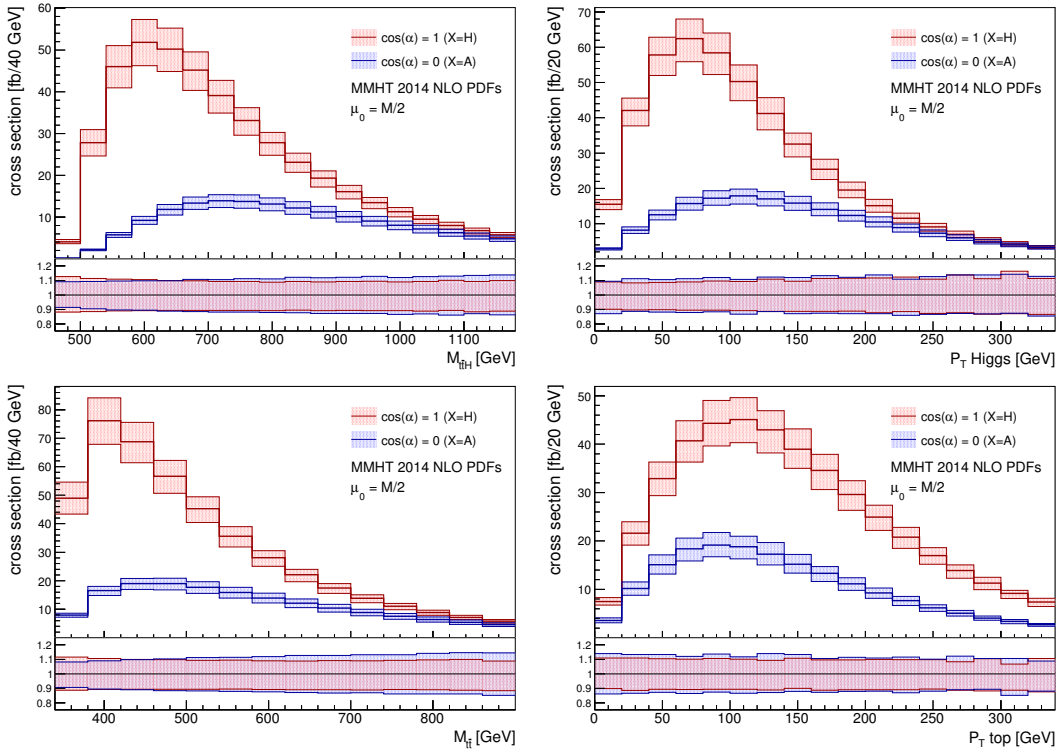 cross section [fb/40 GeV]
60
50
40
30
20
10
cos(α) = 1 (X=H)
cos(α) = 0 (X=A)
MMHT 2014 NLO PDFs
μ0 = M/2
1.2
1.1
1
0.9
0.8
500 600 700 800 900 1000 1100
M_tt̄H [GeV]
cross section [fb/20 GeV]
70
60
50
40
30
20
10
cos(α) = 1 (X=H)
cos(α) = 0 (X=A)
MMHT 2014 NLO PDFs
μ0 = M/2
1.2
1.1
1
0.9
0.8
0 50 100 150 200 250 300
P_T Higgs [GeV]
cross section [fb/40 GeV]
80
70
60
50
40
30
20
10
cos(α) = 1 (X=H)
cos(α) = 0 (X=A)
MMHT 2014 NLO PDFs
μ0 = M/2
1.2
1.1
1
0.9
0.8
400 500 600 700 800
M_tt̄ [GeV]
cross section [fb/20 GeV]
50
40
30
20
10
cos(α) = 1 (X=H)
cos(α) = 0 (X=A)
MMHT 2014 NLO PDFs
μ0 = M/2
1.2
1.1
1
0.9
0.8
0 50 100 150 200 250 300
P_T top [GeV]